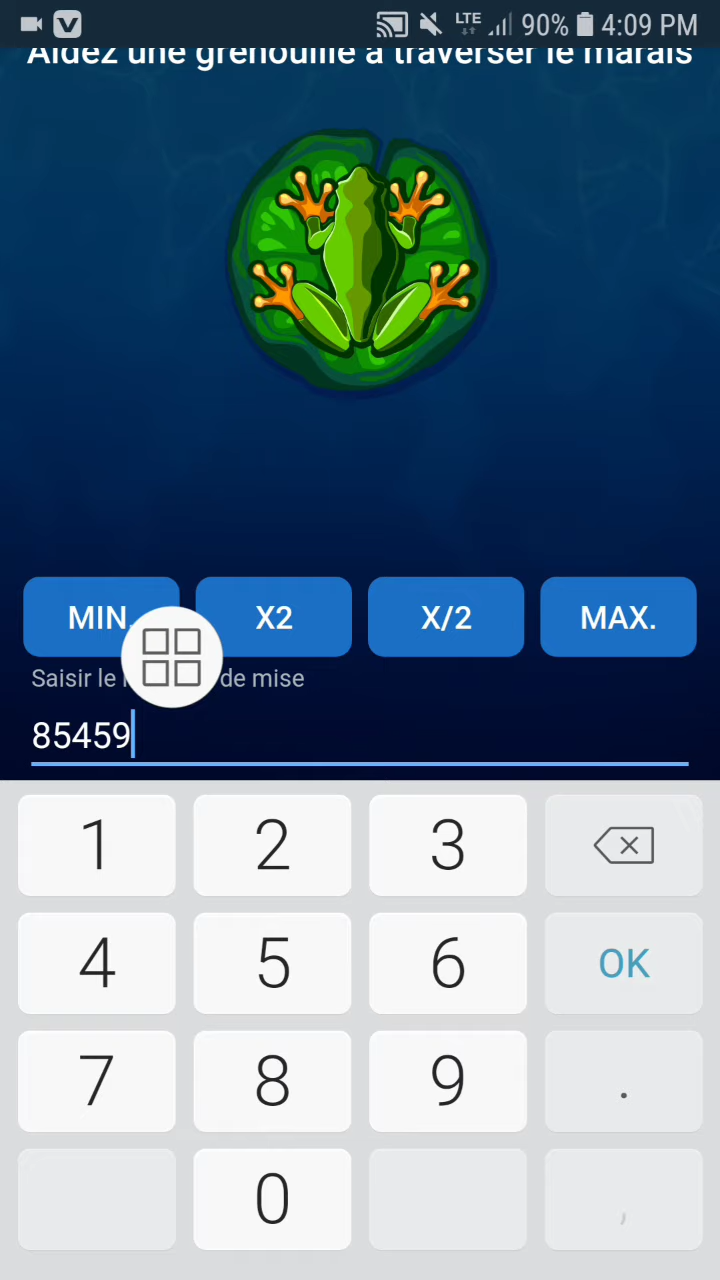 LTE 90% 4:09 PM
Aidez une grenouille à traverser le marais
MIN. X2 X/2 MAX.
Saisir le de mise
85459
1 2 3
4 5 6 OK
7 8 9 .
0 ,